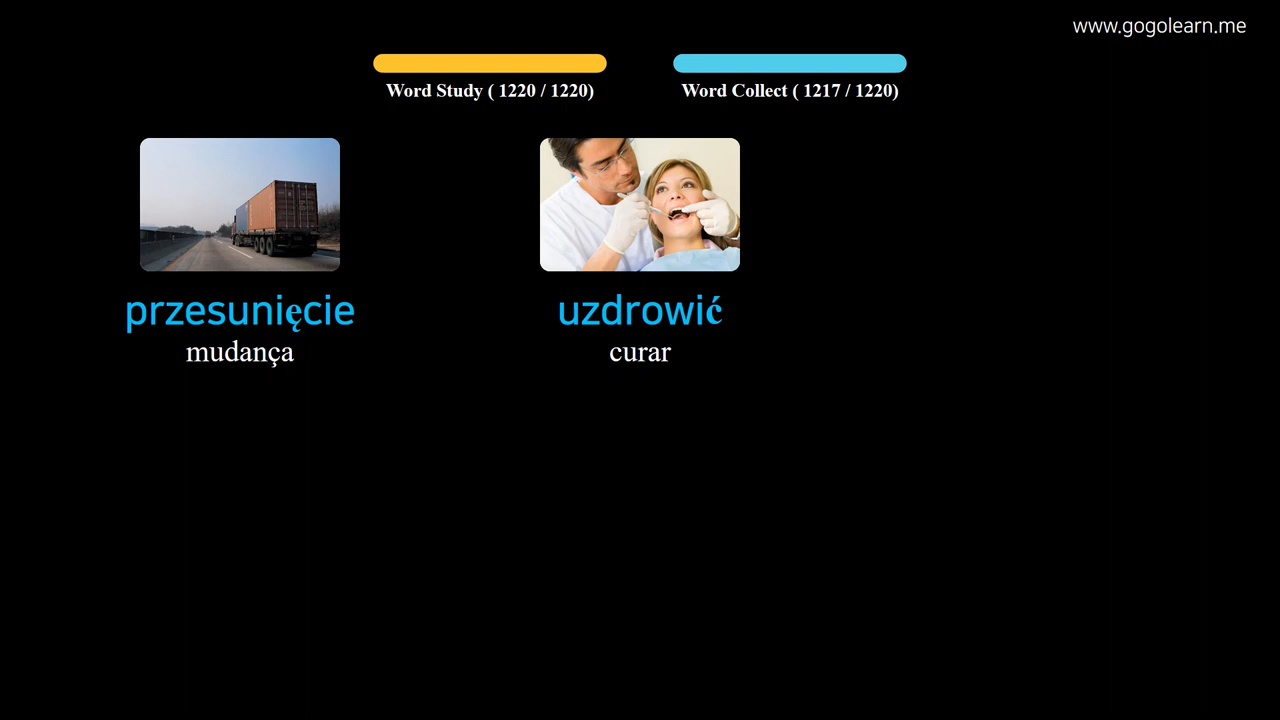 www.gogolearn.me
Word Study ( 1220 / 1220)
Word Collect ( 1217 / 1220)
przesunięcie
mudança
uzdrowić
curar